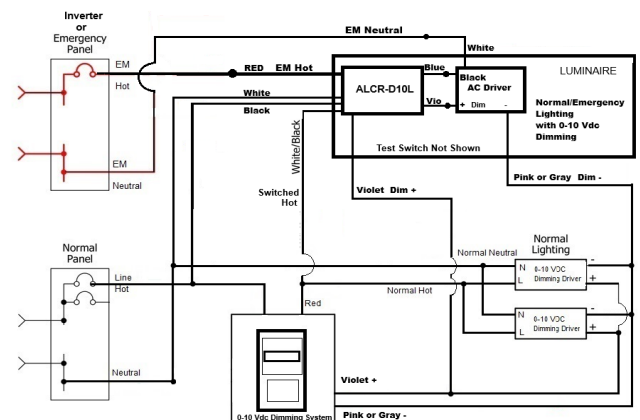 Inverter
or
Emergency
Panel
EM Neutral
White
EM
Hot
RED EM Hot
Blue
Black
AC Driver
LUMINAIRE
ALCR-D10L
White
Black
Vio
+ Dim -
Normal/Emergency
Lighting
with 0-10 Vdc
Dimming
White/Black
Test Switch Not Shown
EM
Neutral
Switched
Hot
Violet Dim +
Pink or Gray Dim -
Normal
Panel
Normal
Lighting
Normal Neutral
Line
Hot
N
L
0-10 VDC
Dimming Driver
-
+
Normal Hot
Red
N
L
0-10 VDC
Dimming Driver
-
+
Neutral
Violet +
0-10 Vdc Dimming System
Pink or Gray -